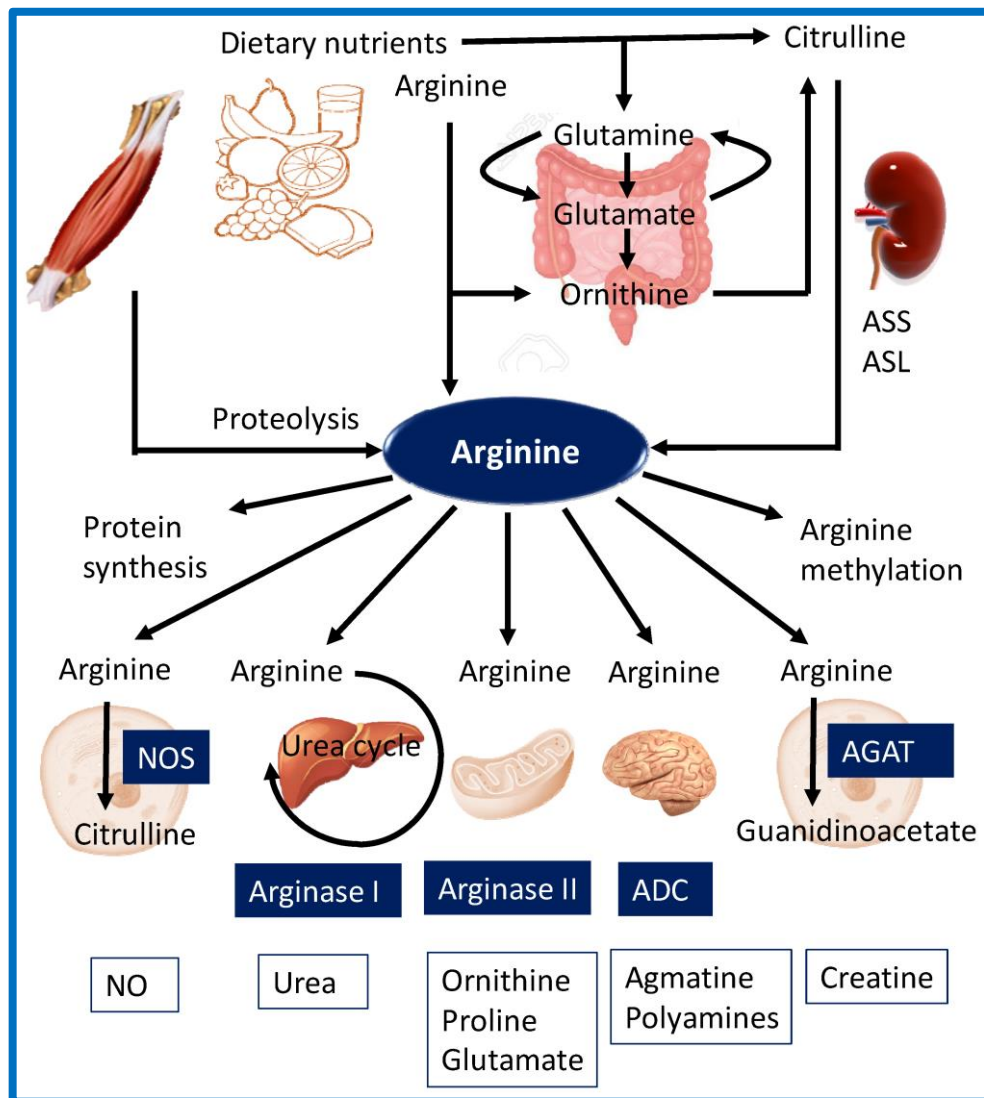 Dietary nutrients
Citrulline
Arginine
Glutamine
Glutamate
Ornithine
ASS
ASL
Proteolysis
Arginine
Protein
synthesis
Arginine
methylation
Arginine
Arginine
Arginine
Arginine
Arginine
NOS
Urea cycle
AGAT
Citrulline
Guanidinoacetate
Arginase I
Arginase II
ADC
NO
Urea
Ornithine
Proline
Glutamate
Agmatine
Polyamines
Creatine